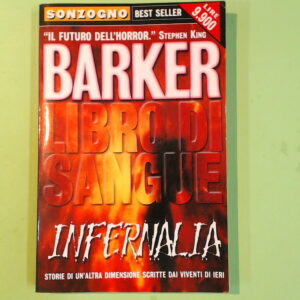 SONZOGNO BEST SELLER
LIRE 9.900
“IL FUTURO DELL’HORROR.” STEPHEN KING
BARKER
LIBRO DI
SANGUE
INFERNALIA
STORIE DI UN’ALTRA DIMENSIONE SCRITTE DAI VIVENTI DI IERI